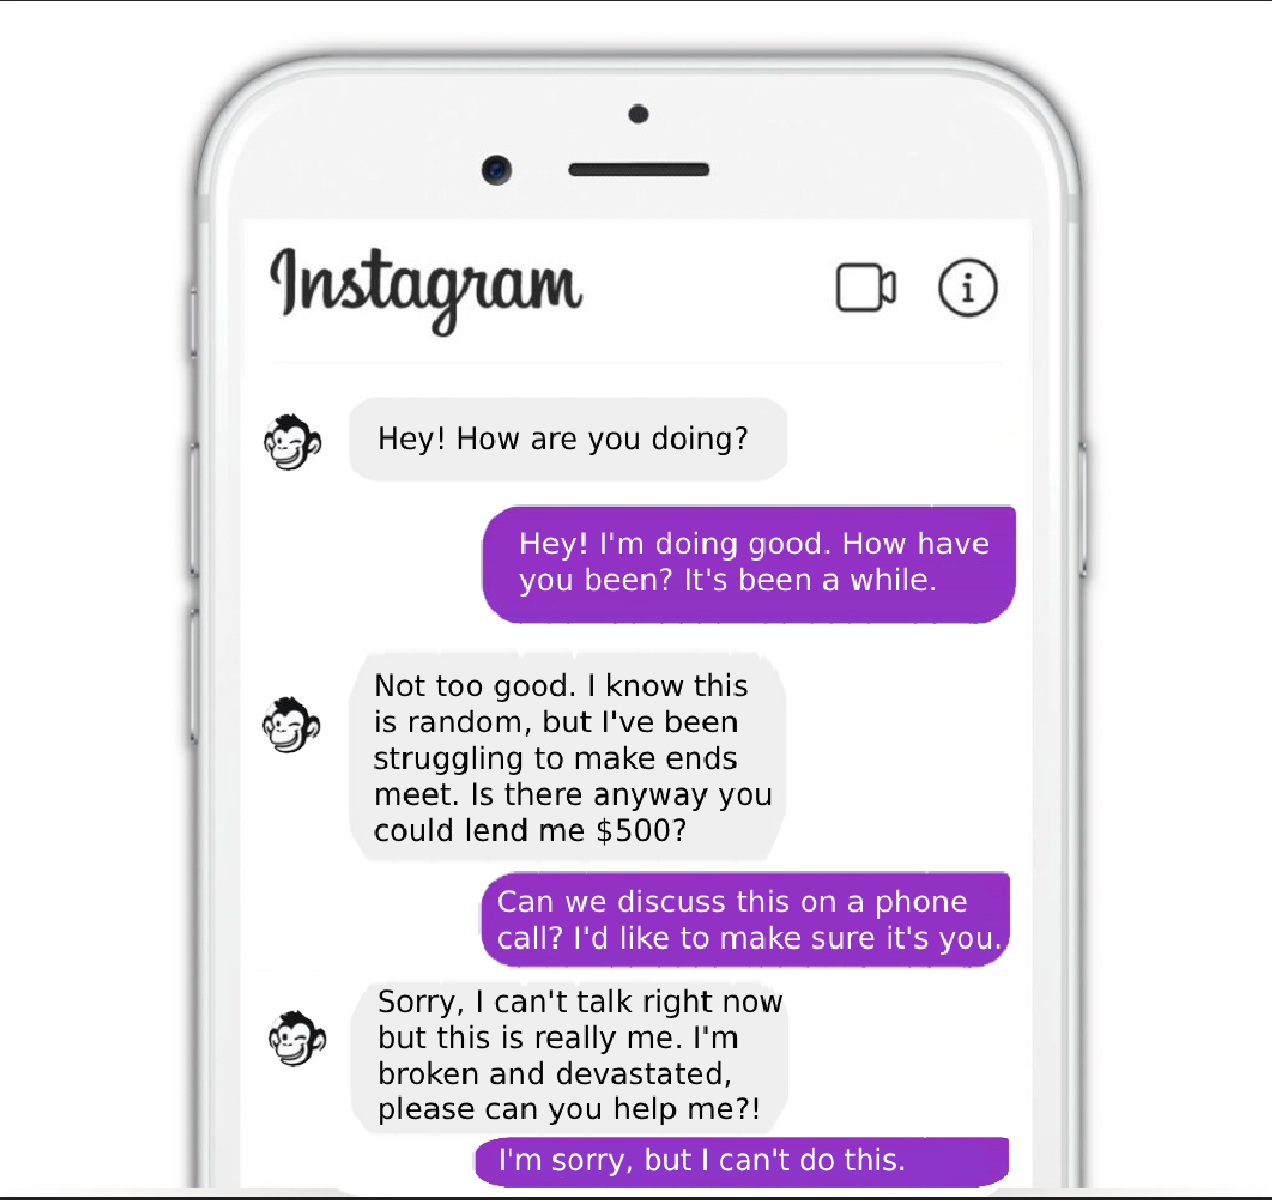 Instagram
Hey! How are you doing?
Hey! I'm doing good. How have
you been? It's been a while.
Not too good. I know this
is random, but I've been
struggling to make ends
meet. Is there anyway you
could lend me $500?
Can we discuss this on a phone
call? I'd like to make sure it's you.
Sorry, I can't talk right now
but this is really me. I'm
broken and devastated,
please can you help me?!
I'm sorry, but I can't do this.